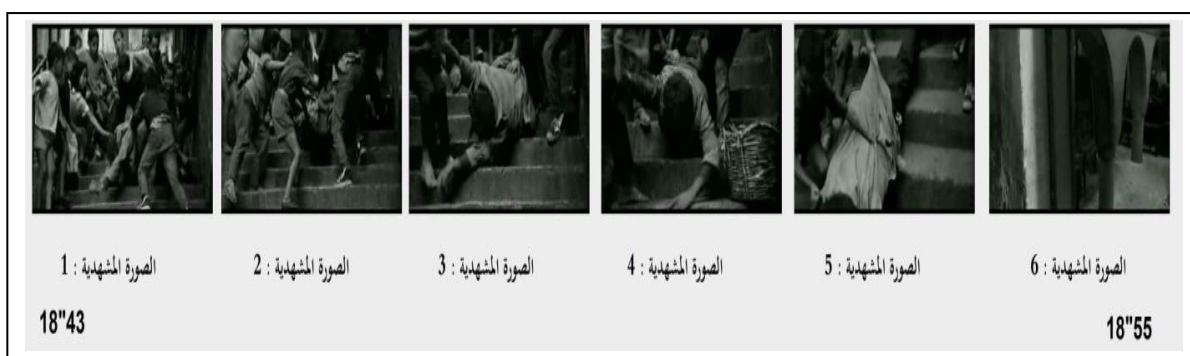 الصورة المشهدية : 1
الصورة المشهدية : 2
الصورة المشهدية : 3
الصورة المشهدية : 4
الصورة المشهدية : 5
الصورة المشهدية : 6
18"43
18"55